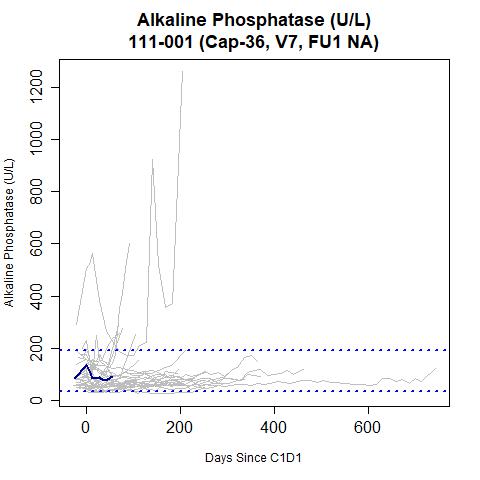 Alkaline Phosphatase (U/L)
111-001 (Cap-36, V7, FU1 NA)
Alkaline Phosphatase (U/L)
1200
1000
800
600
400
200
0
0 200 400 600
Days Since C1D1